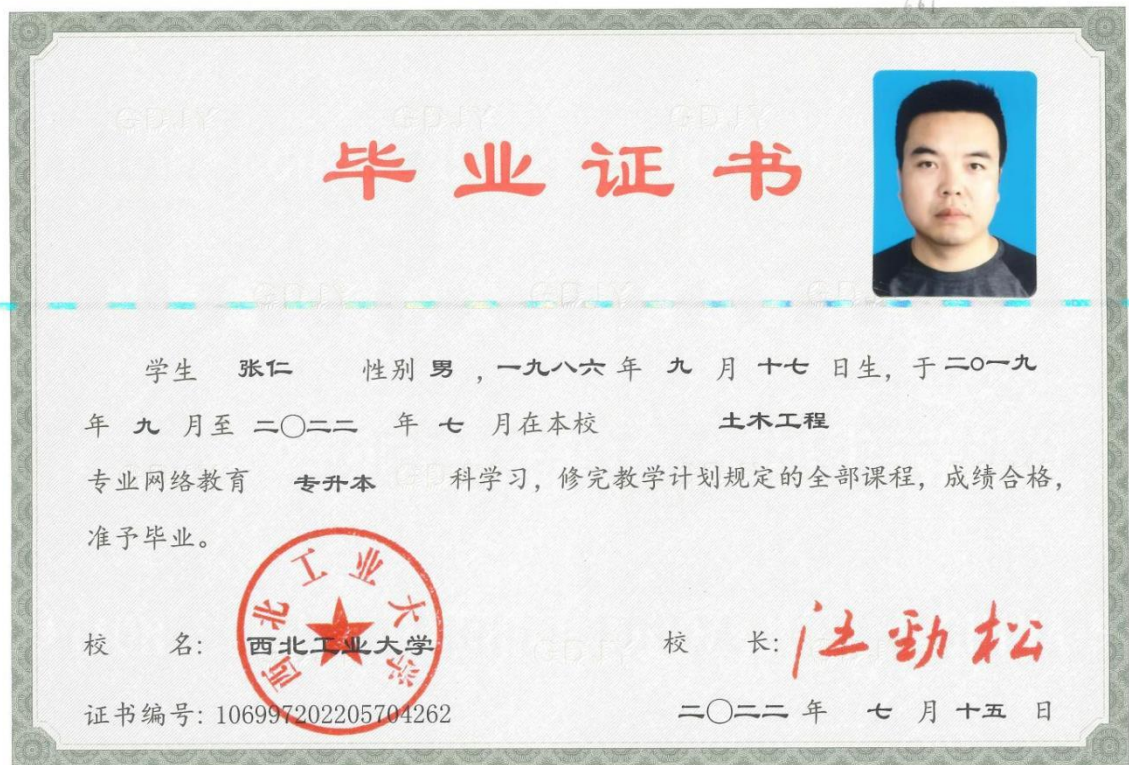 毕业证书
学生 张仁 性别 男 ，一九八六 年 九 月 十七 日生，于 二〇一九
年 九 月至 二〇二二 年 七 月在本校 土木工程
专业网络教育 专升本 科学习，修完教学计划规定的全部课程，成绩合格，
准予毕业。
西北工业大学
校 名： 西北工业大学 校 长： 汪劲松
证书编号：106997202205704262 二〇二二 年 七 月 十五 日
GDJY